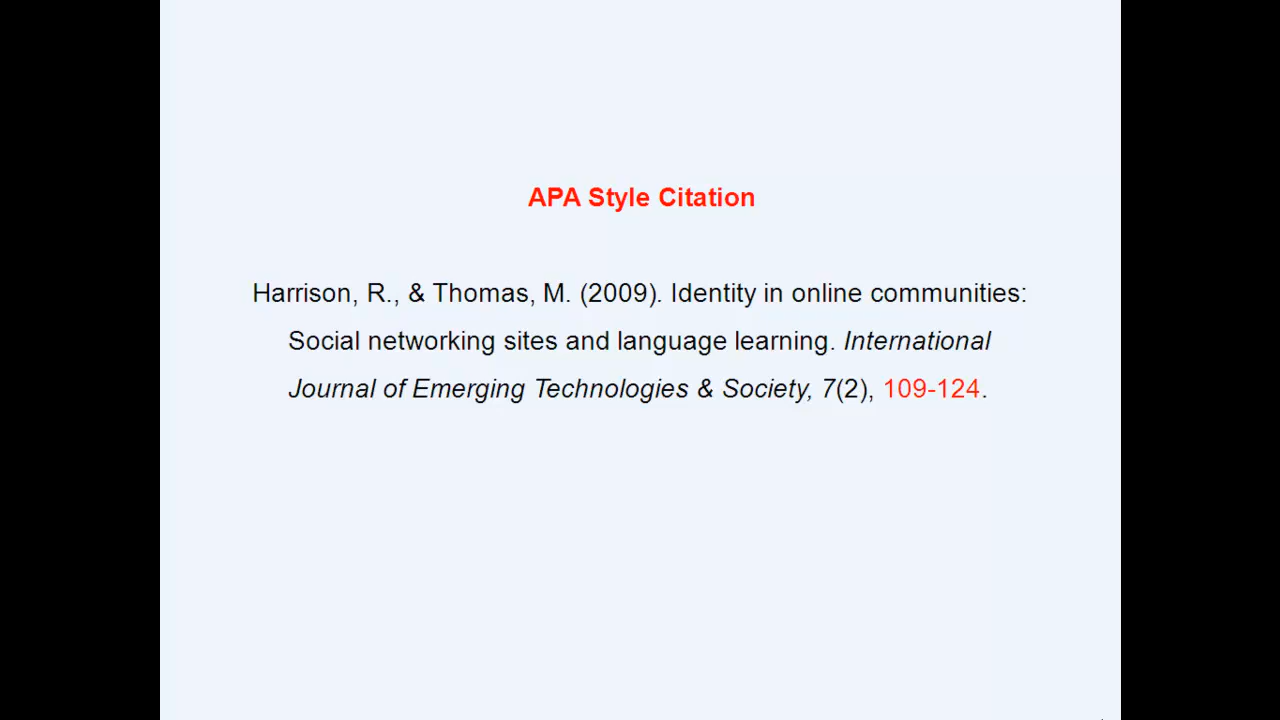 APA Style Citation
Harrison, R., & Thomas, M. (2009). Identity in online communities:
Social networking sites and language learning. International
Journal of Emerging Technologies & Society, 7(2), 109-124.